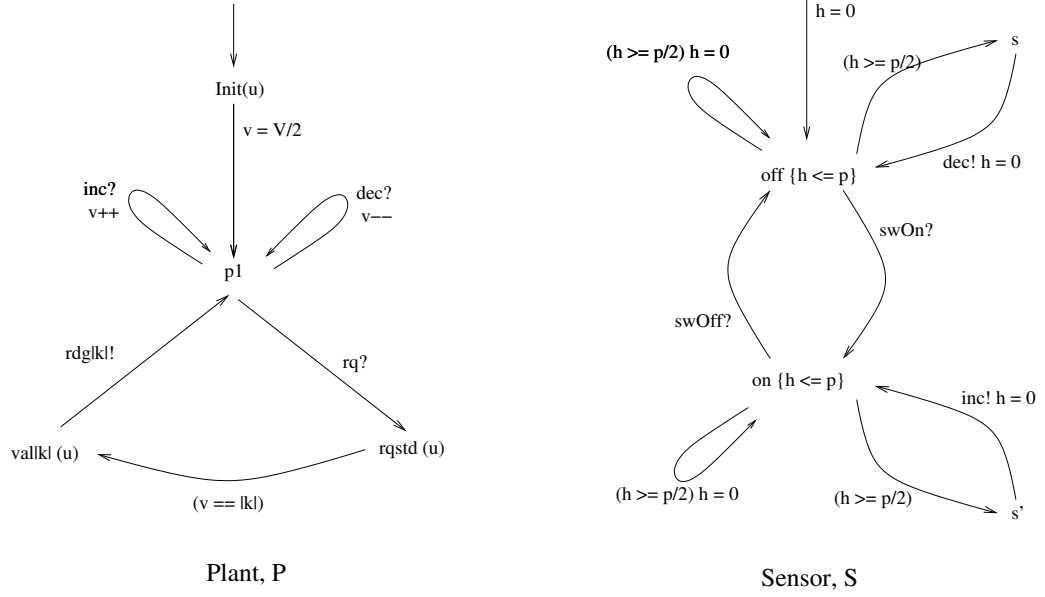 Init(u)
v = V/2
inc?
v++
dec?
v−−
p1
rdg|k|!
rq?
val|k| (u)
rqstd (u)
(v == |k|)
Plant, P
h = 0
(h >= p/2) h = 0
(h >= p/2)
s
dec! h = 0
off {h <= p}
swOn?
swOff?
on {h <= p}
inc! h = 0
(h >= p/2) h = 0
(h >= p/2)
s'
Sensor, S